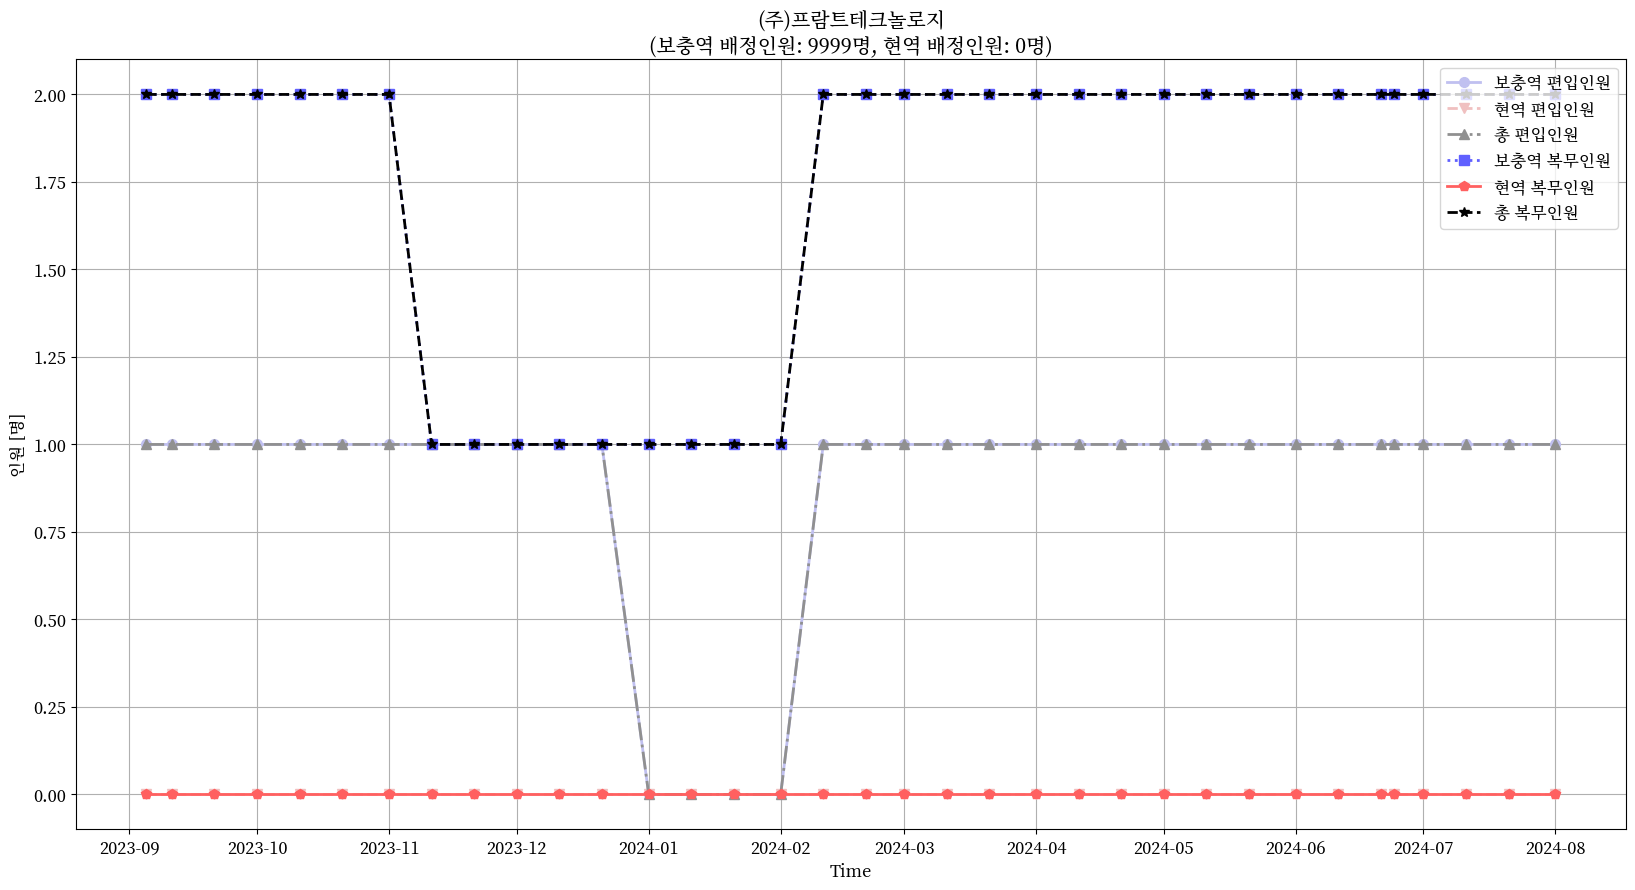 (주)프람트테크놀로지
(보충역 배정인원: 9999명, 현역 배정인원: 0명)
보충역 편입인원
현역 편입인원
총 편입인원
보충역 복무인원
현역 복무인원
총 복무인원
인원 [명]
2.00
1.75
1.50
1.25
1.00
0.75
0.50
0.25
0.00
2023-09 2023-10 2023-11 2023-12 2024-01 2024-02 2024-03 2024-04 2024-05 2024-06 2024-07 2024-08
Time